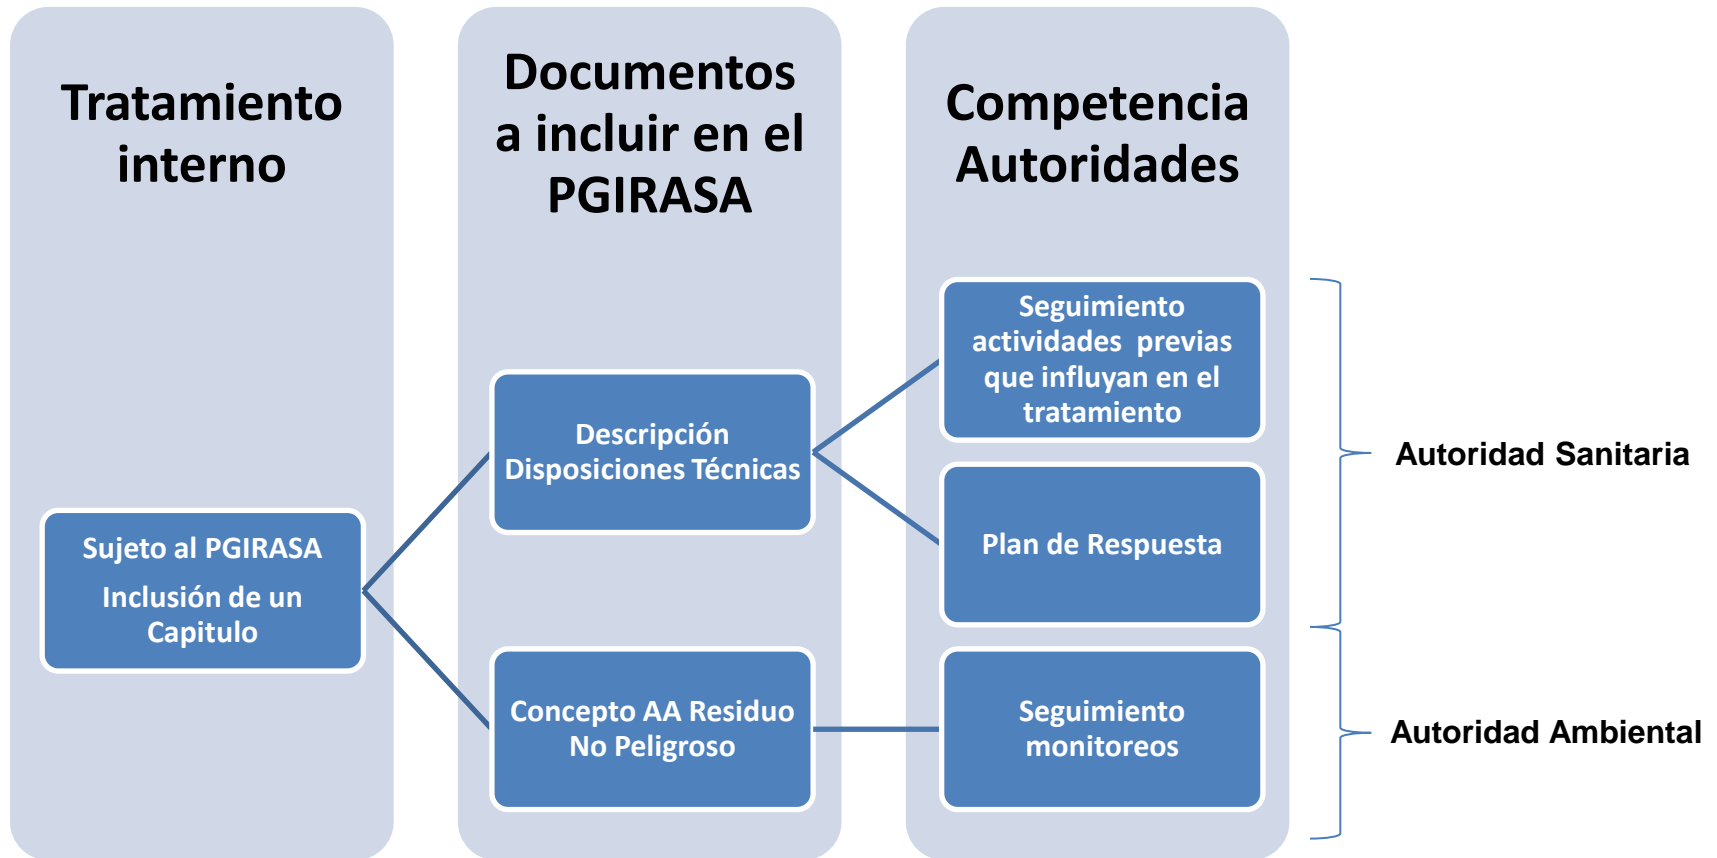 Tratamiento
interno
Documentos
a incluir en el
PGIRASA
Competencia
Autoridades
Sujeto al PGIRASA
Inclusión de un
Capitulo
Descripción
Disposiciones Técnicas
Concepto AA Residuo
No Peligroso
Seguimiento
actividades previas
que influyan en el
tratamiento
Plan de Respuesta
Seguimiento
monitoreos
Autoridad Sanitaria
Autoridad Ambiental